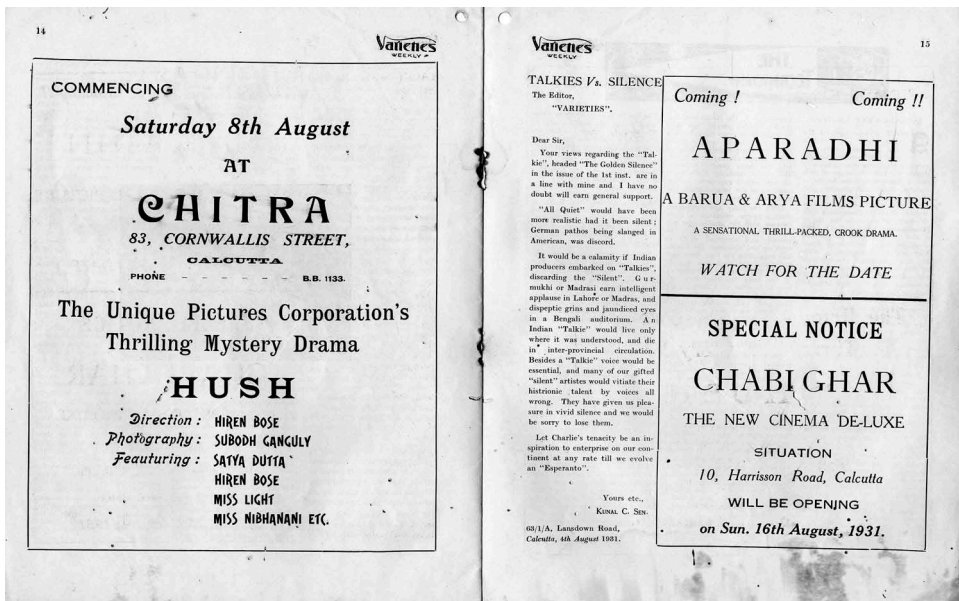 14
Varieties
WEEKLY
COMMENCING
Saturday 8th August
AT
CHITRA
83, CORNWALLIS STREET,
CALCUTTA
PHONE - - - - - B.B. 1133.
The Unique Pictures Corporation's
Thrilling Mystery Drama
HUSH
Direction : HIREN BOSE
Photography : SUBODH GANGULY
Feauturing : SATYA DUTTA
HIREN BOSE
MISS LIGHT
MISS NIBHANANI ETC.
Varieties
WEEKLY
15
TALKIES Vs. SILENCE
The Editor,
"VARIETIES".
Dear Sir,
Your views regarding the "Tal-
kie", headed "The Golden Silence"
in the issue of the 1st inst. are in
a line with mine and I have no
doubt will earn general support.
"All Quiet" would have been
more realistic had it been silent ;
German pathos being slanged in
American, was discord.
It would be a calamity if Indian
producers embarked on "Talkies",
discarding the "Silent". Gur-
mukhi or Madrasi earn intelligent
applause in Lahore or Madras, and
dispeptic grins and jaundiced eyes
in a Bengali auditorium. An
Indian "Talkie" would live only
where it was understood, and die
in inter-provincial circulation.
Besides a "Talkie" voice would be
essential, and many of our gifted
"silent" artistes would vitiate their
histrionic talent by voices all
wrong. They have given us plea-
sure in vivid silence and we would
be sorry to lose them.
Let Charlie's tenacity be an in-
spiration to enterprise on our con-
tinent at any rate till we evolve
an "Esperanto".
Yours etc.,
KUNAL C. SEN.
63/1/A, Lansdown Road,
Calcutta, 4th August 1931.
Coming ! Coming !!
APARADHI
A BARUA & ARYA FILMS PICTURE
A SENSATIONAL THRILL-PACKED, CROOK DRAMA.
WATCH FOR THE DATE
SPECIAL NOTICE
CHABI GHAR
THE NEW CINEMA DE-LUXE
SITUATION
10, Harrisson Road, Calcutta
WILL BE OPENING
on Sun. 16th August, 1931.